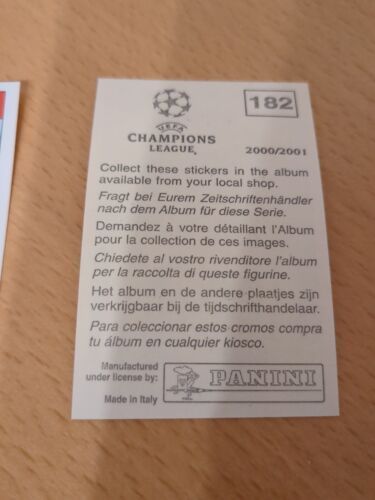 182
UEFA
CHAMPIONS
LEAGUE
2000/2001
Collect these stickers in the album
available from your local shop.
Fragt bei Eurem Zeitschriftenhändler
nach dem Album für diese Serie.
Demandez à votre détaillant l'Album
pour la collection de ces images.
Chiedete al vostro rivenditore l'album
per la raccolta di queste figurine.
Het album en de andere plaatjes zijn
verkrijgbaar bij de tijdschrifthandelaar.
Para coleccionar estos cromos compra
tu álbum en cualquier kiosco.
Manufactured
under license by:
PANINI
Made in Italy